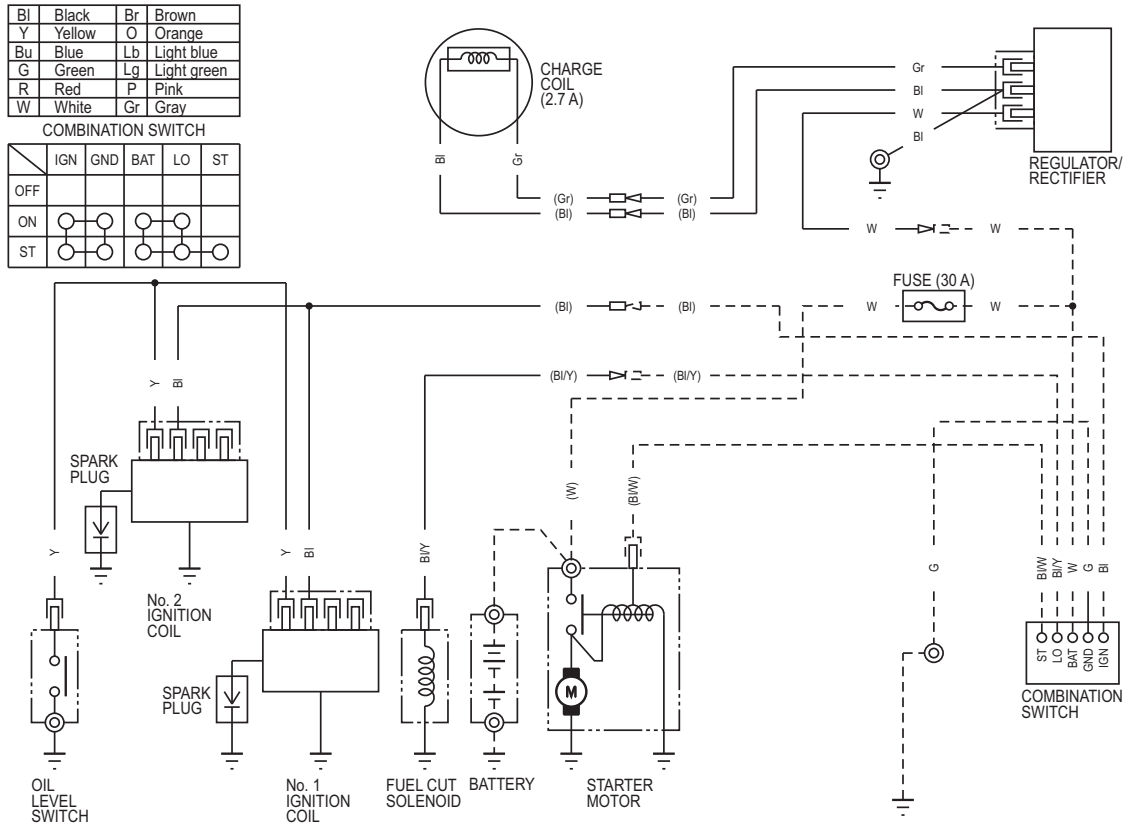 Bl Black Br Brown
Y Yellow O Orange
Bu Blue Lb Light blue
G Green Lg Light green
R Red P Pink
W White Gr Gray
COMBINATION SWITCH
IGN GND BAT LO ST
OFF
ON
ST
CHARGE
COIL
(2.7 A)
Bl
Gr
(Gr)
(Gr)
(Bl)
(Bl)
Gr
Bl
W
Bl
REGULATOR/
RECTIFIER
W
W
FUSE (30 A)
W
W
(Bl)
(Bl)
(Bl/Y)
(Bl/Y)
Y
Bl
SPARK
PLUG
No. 2
IGNITION
COIL
Y
Y
Bl
Bl/Y
(W)
(Bl/W)
G
Bl/W
Bl/Y
W
G
Bl
ST
LO
BAT
GND
IGN
COMBINATION
SWITCH
SPARK
PLUG
M
OIL
LEVEL
SWITCH
No. 1
IGNITION
COIL
FUEL CUT
SOLENOID
BATTERY
STARTER
MOTOR